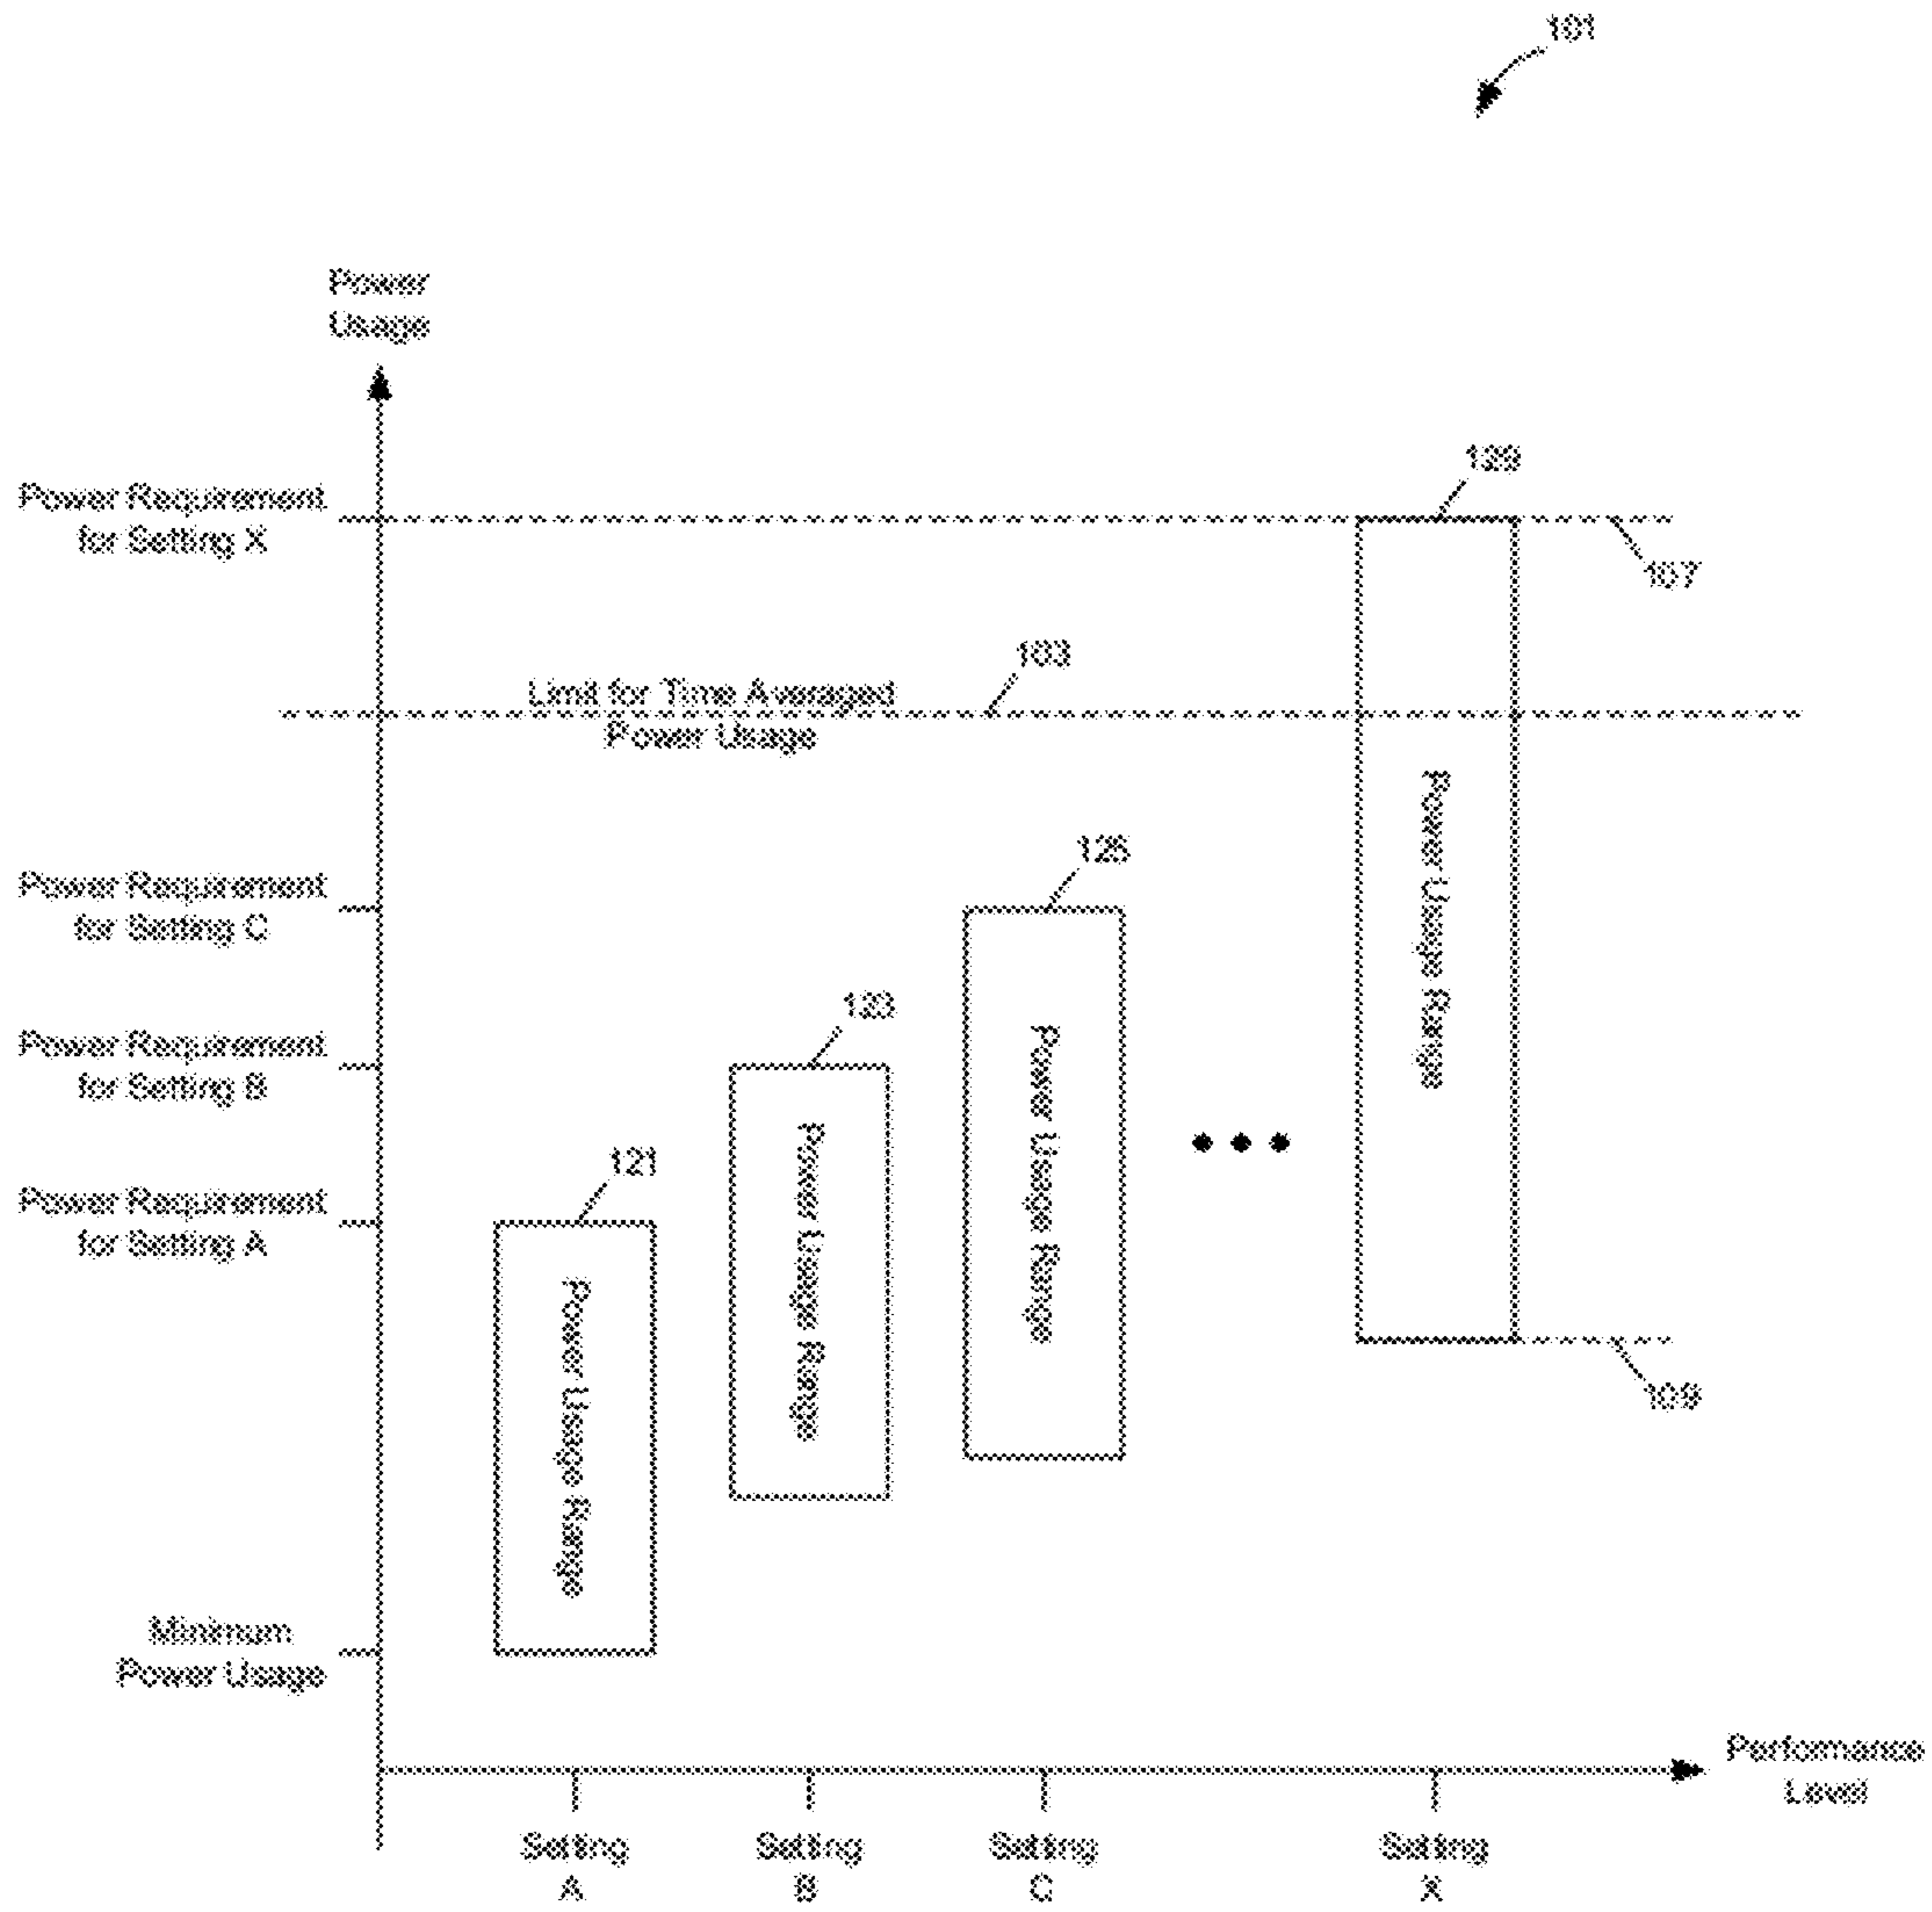 101
Power
Usage
129
Power Requirement
for Setting X
107
103
Limit for Time Averaged
Power Usage
Power Usage Range
125
Power Requirement
for Setting C
123
Power Usage Range
Power Requirement
for Setting B
Power Usage Range
121
Power Requirement
for Setting A
Power Usage Range
109
Minimum
Power Usage
Performance
Level
Setting
A
Setting
B
Setting
C
Setting
X